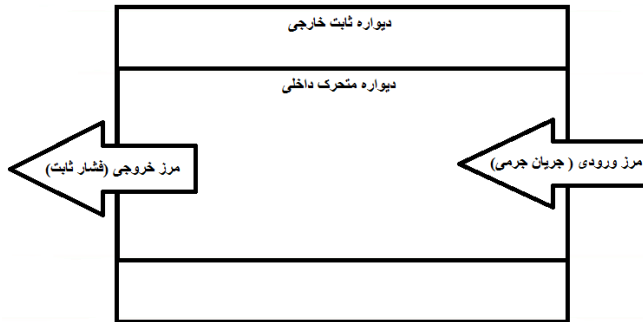 دیواره ثابت خارجی
دیواره متحرک داخلی
مرز ورودی ( جریان جرمی)
مرز خروجی (فشار ثابت)